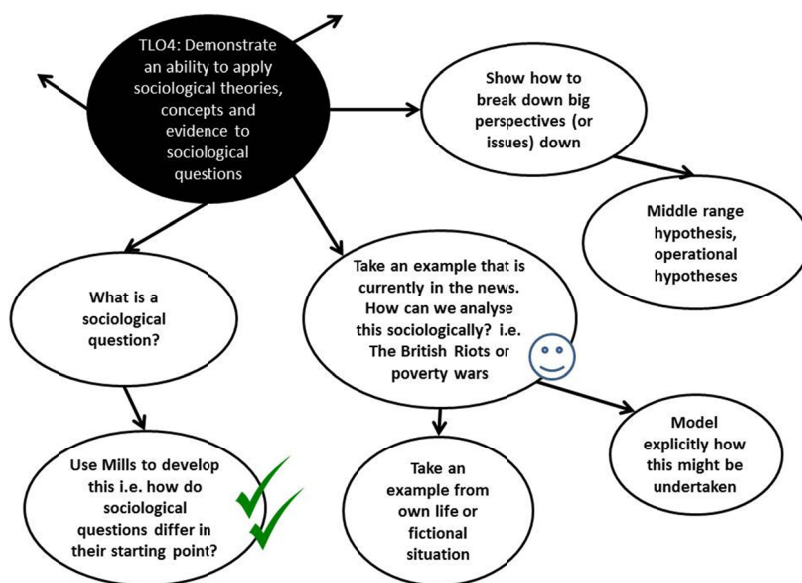 TLO4: Demonstrate
an ability to apply
sociological theories,
concepts and
evidence to
sociological
questions
Show how to
break down big
perspectives (or
issues) down
Middle range
hypothesis,
operational
hypotheses
What is a
sociological
question?
Take an example that is
currently in the news.
How can we analyse
this sociologically? i.e.
The British Riots or
poverty wars
Use Mills to develop
this i.e. how do
sociological
questions differ in
their starting point?
Take an
example from
own life or
fictional
situation
Model
explicitly how
this might be
undertaken